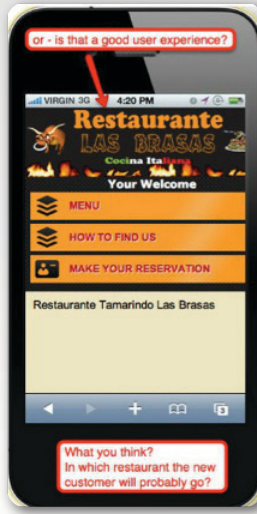 or - is that a good user experience?
VIRGIN 3G 4:20 PM
Restaurante
LAS BRASAS
Cocina Italiana
Your Welcome
MENU
HOW TO FIND US
MAKE YOUR RESERVATION
Restaurante Tamarindo Las Brasas
3
What you think?
In which restaurant the new
customer will probably go?